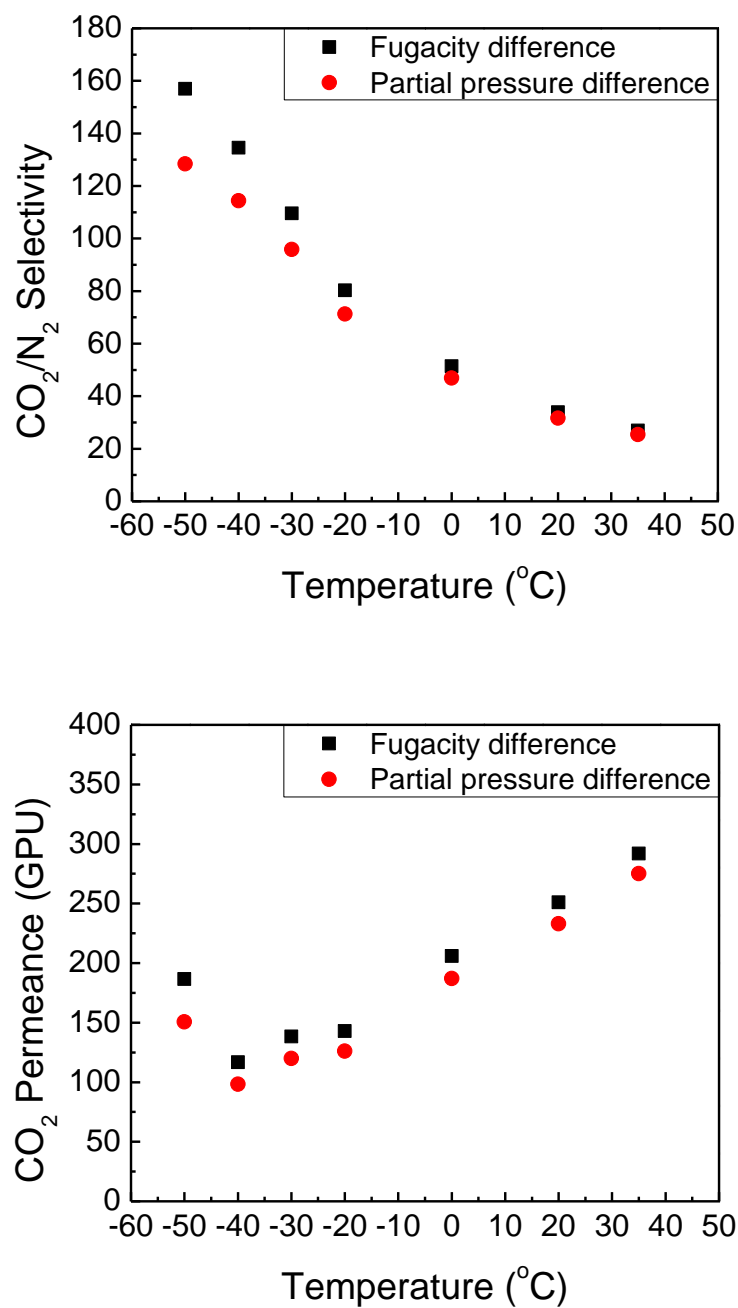 180
160
140
120
100
80
60
40
20
0
CO₂/N₂ Selectivity
Fugacity difference
Partial pressure difference
-60 -50 -40 -30 -20 -10 0 10 20 30 40 50
Temperature (°C)
400
350
300
250
200
150
100
50
0
CO₂ Permeance (GPU)
Fugacity difference
Partial pressure difference
-60 -50 -40 -30 -20 -10 0 10 20 30 40 50
Temperature (°C)